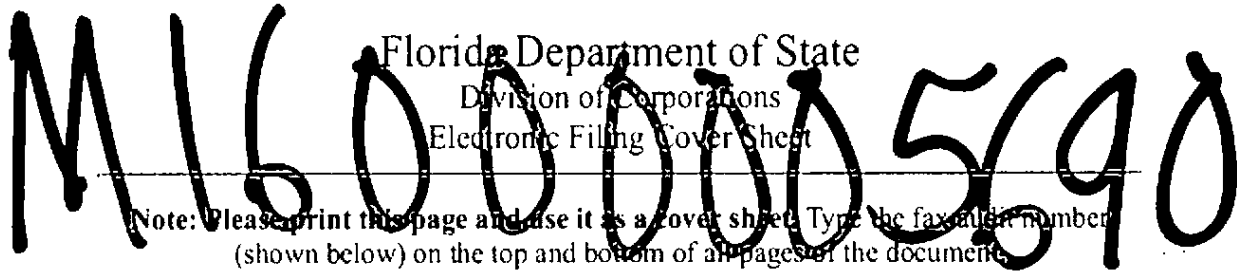 M16000005690
Florida Department of State
Division of Corporations
Electronic Filing Cover Sheet
Note: Please print this page and use it as a cover sheet. Type the fax audit number
(shown below) on the top and bottom of all pages of the document.